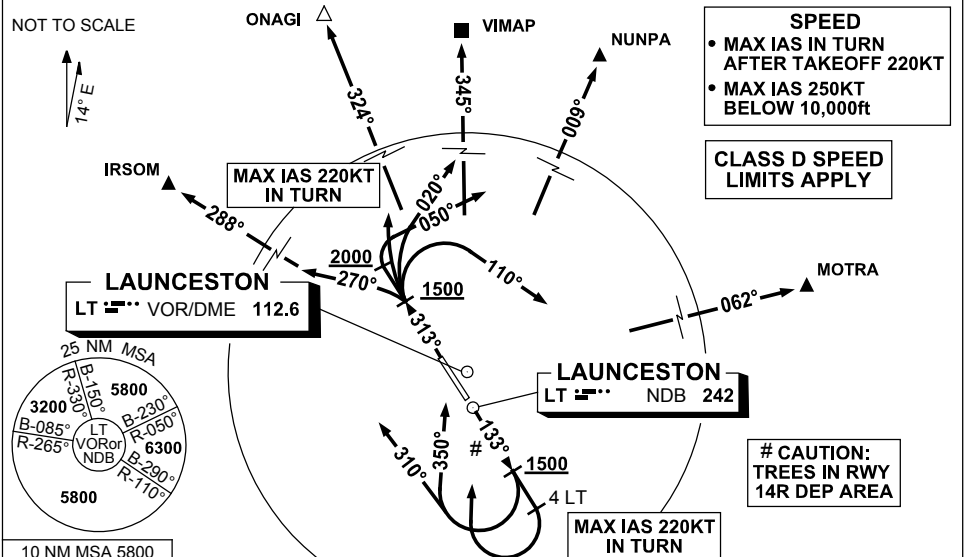 NOT TO SCALE
14° E
ONAGI
VIMAP
NUNPA
SPEED
• MAX IAS IN TURN
AFTER TAKEOFF 220KT
• MAX IAS 250KT
BELOW 10,000ft
CLASS D SPEED
LIMITS APPLY
324°
345°
009°
IRSOM
MAX IAS 220KT
IN TURN
288°
020°
050°
2000
270°
1500
110°
MOTRA
062°
LAUNCESTON
LT VOR/DME 112.6
313°
LAUNCESTON
LT NDB 242
25 NM MSA
B-150°
R-330°
5800
3200
B-230°
R-050°
B-085°
R-265°
LT
VORor
NDB
6300
B-290°
R-110°
5800
10 NM MSA 5800
133°
#
1500
310°
350°
4 LT
# CAUTION:
TREES IN RWY
14R DEP AREA
MAX IAS 220KT
IN TURN